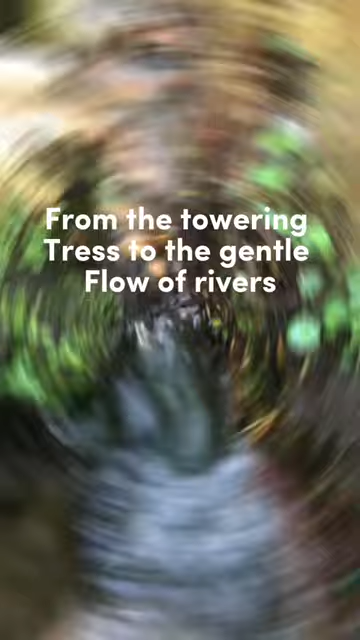 From the towering
Tress to the gentle
Flow of rivers